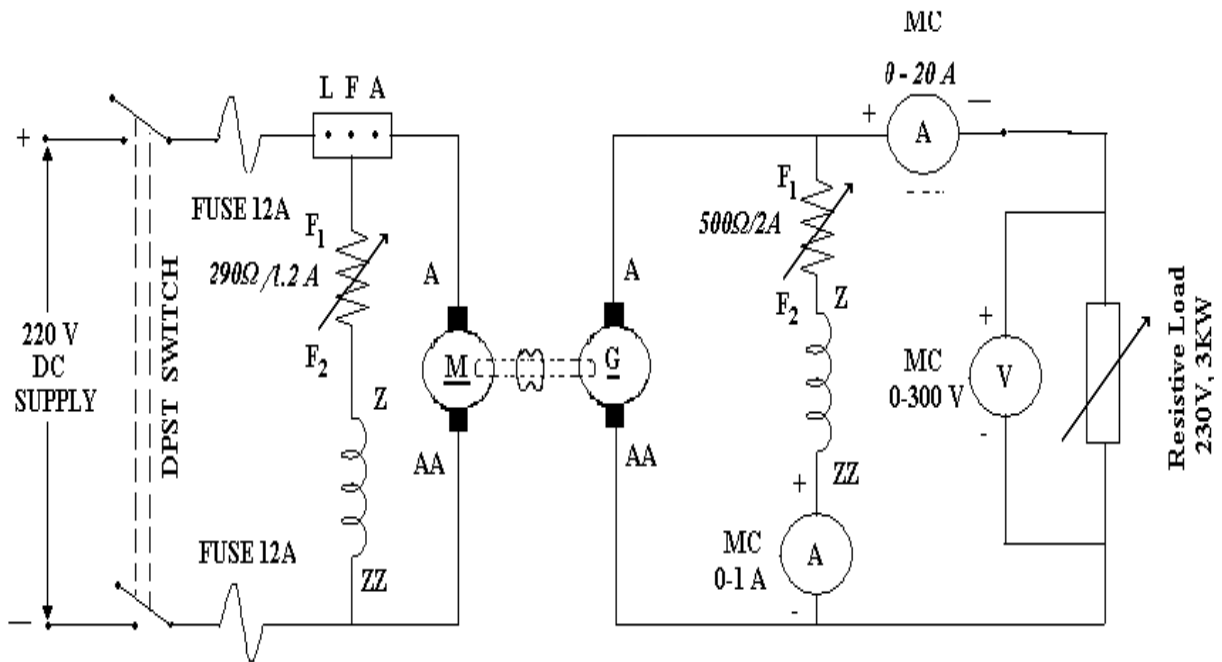 MC
0 - 20 A
L F A
+ —
+ A
FUSE 12A
F1
290Ω /1.2 A
F2
DPST SWITCH
220 V
DC
SUPPLY
A
M
AA
Z
ZZ
FUSE 12A
—
A
G
AA
F1
500Ω/2A
F2
Z
ZZ
+
MC
0-1 A
A
-
+
MC
0-300 V
V
-
Resistive Load
230V, 3KW